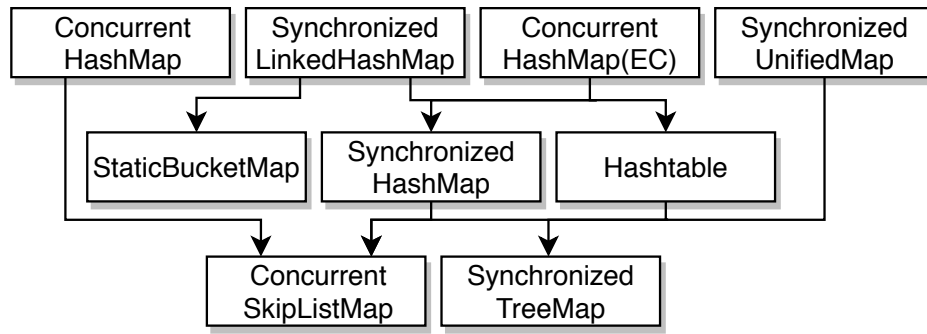 Concurrent
HashMap
Synchronized
LinkedHashMap
Concurrent
HashMap(EC)
Synchronized
UnifiedMap
StaticBucketMap
Synchronized
HashMap
Hashtable
Concurrent
SkipListMap
Synchronized
TreeMap